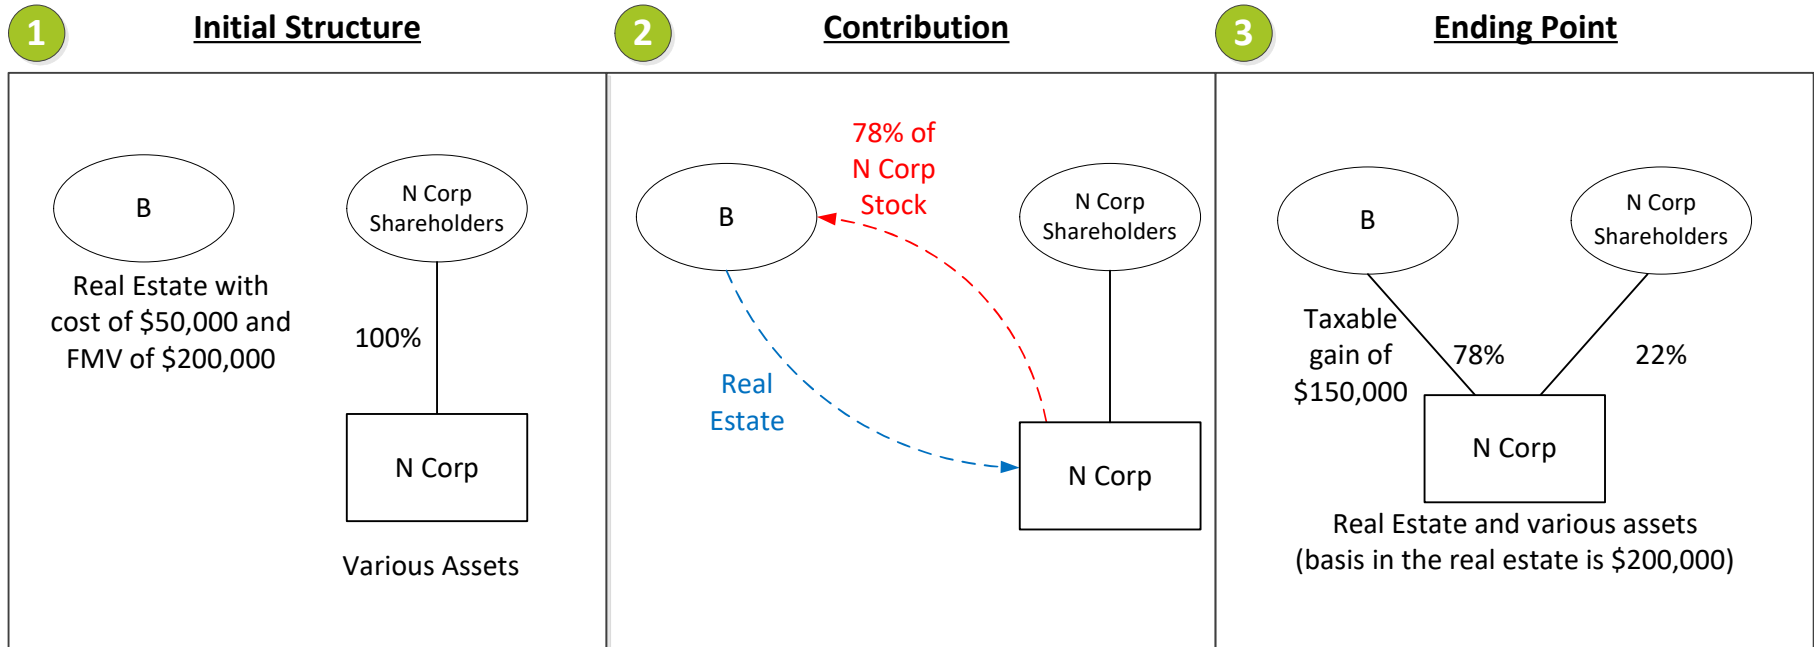 1
Initial Structure
B
N Corp
Shareholders
Real Estate with
cost of $50,000 and
FMV of $200,000
100%
N Corp
Various Assets
2
Contribution
78% of
N Corp
Stock
B
N Corp
Shareholders
Real
Estate
N Corp
3
Ending Point
B
N Corp
Shareholders
Taxable
gain of
$150,000
78%
22%
N Corp
Real Estate and various assets
(basis in the real estate is $200,000)